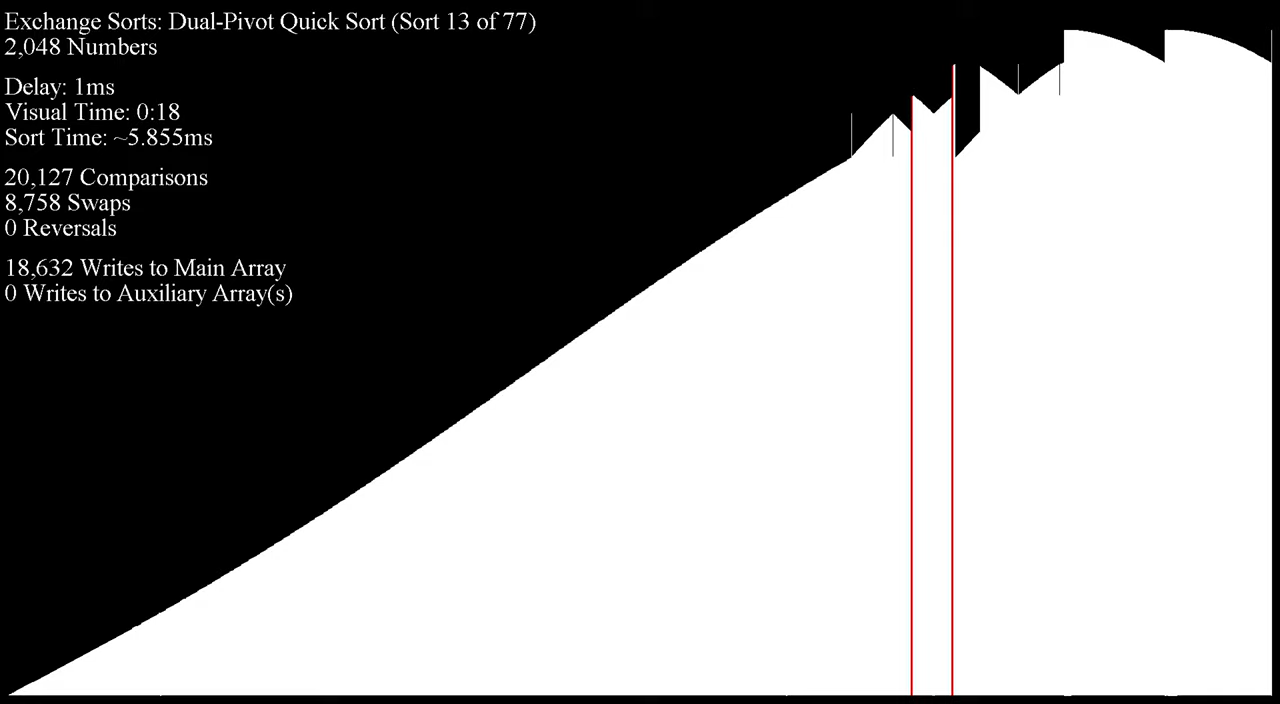 Exchange Sorts: Dual-Pivot Quick Sort (Sort 13 of 77)
2,048 Numbers
Delay: 1ms
Visual Time: 0:18
Sort Time: ~5.855ms
20,127 Comparisons
8,758 Swaps
0 Reversals
18,632 Writes to Main Array
0 Writes to Auxiliary Array(s)